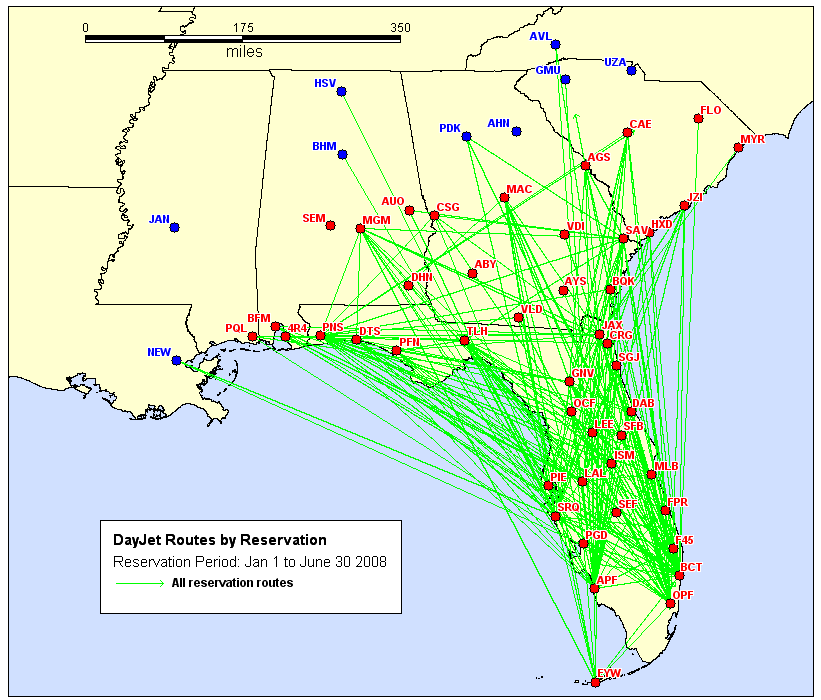 0 175 350
miles
AVL
GMU UZA
HSV
FLO
PDK AHN CAE
BHM MYR
AGS
MAC
AUO CSG JZI
JAN SEM MGM VDI SAV HXD
ABY
DHN AYS BQK
VLD
BFM
PQL 4R4 PNS DTS TLH JAX
CRG
PFN
NEW SGJ
GNV
OCF DAB
LEE SFB
ISM
PIE LAL MLB
SRQ SEF FPR
PGD F45
DayJet Routes by Reservation
Reservation Period: Jan 1 to June 30 2008
All reservation routes
BCT
APF OPF
EYW